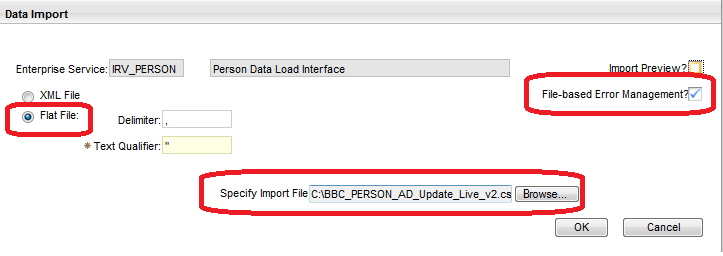 Data Import
Enterprise Service: IRV_PERSON Person Data Load Interface Import Preview?
XML File File-based Error Management?
Flat File: Delimiter: ,
* Text Qualifier: "
Specify Import File C:\BBC_PERSON_AD_Update_Live_v2.cs Browse...
OK Cancel